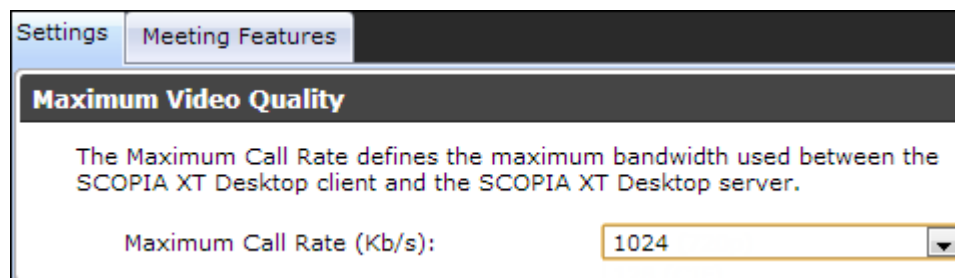 Settings
Meeting Features
Maximum Video Quality
The Maximum Call Rate defines the maximum bandwidth used between the
SCOPIA XT Desktop client and the SCOPIA XT Desktop server.
Maximum Call Rate (Kb/s): 1024